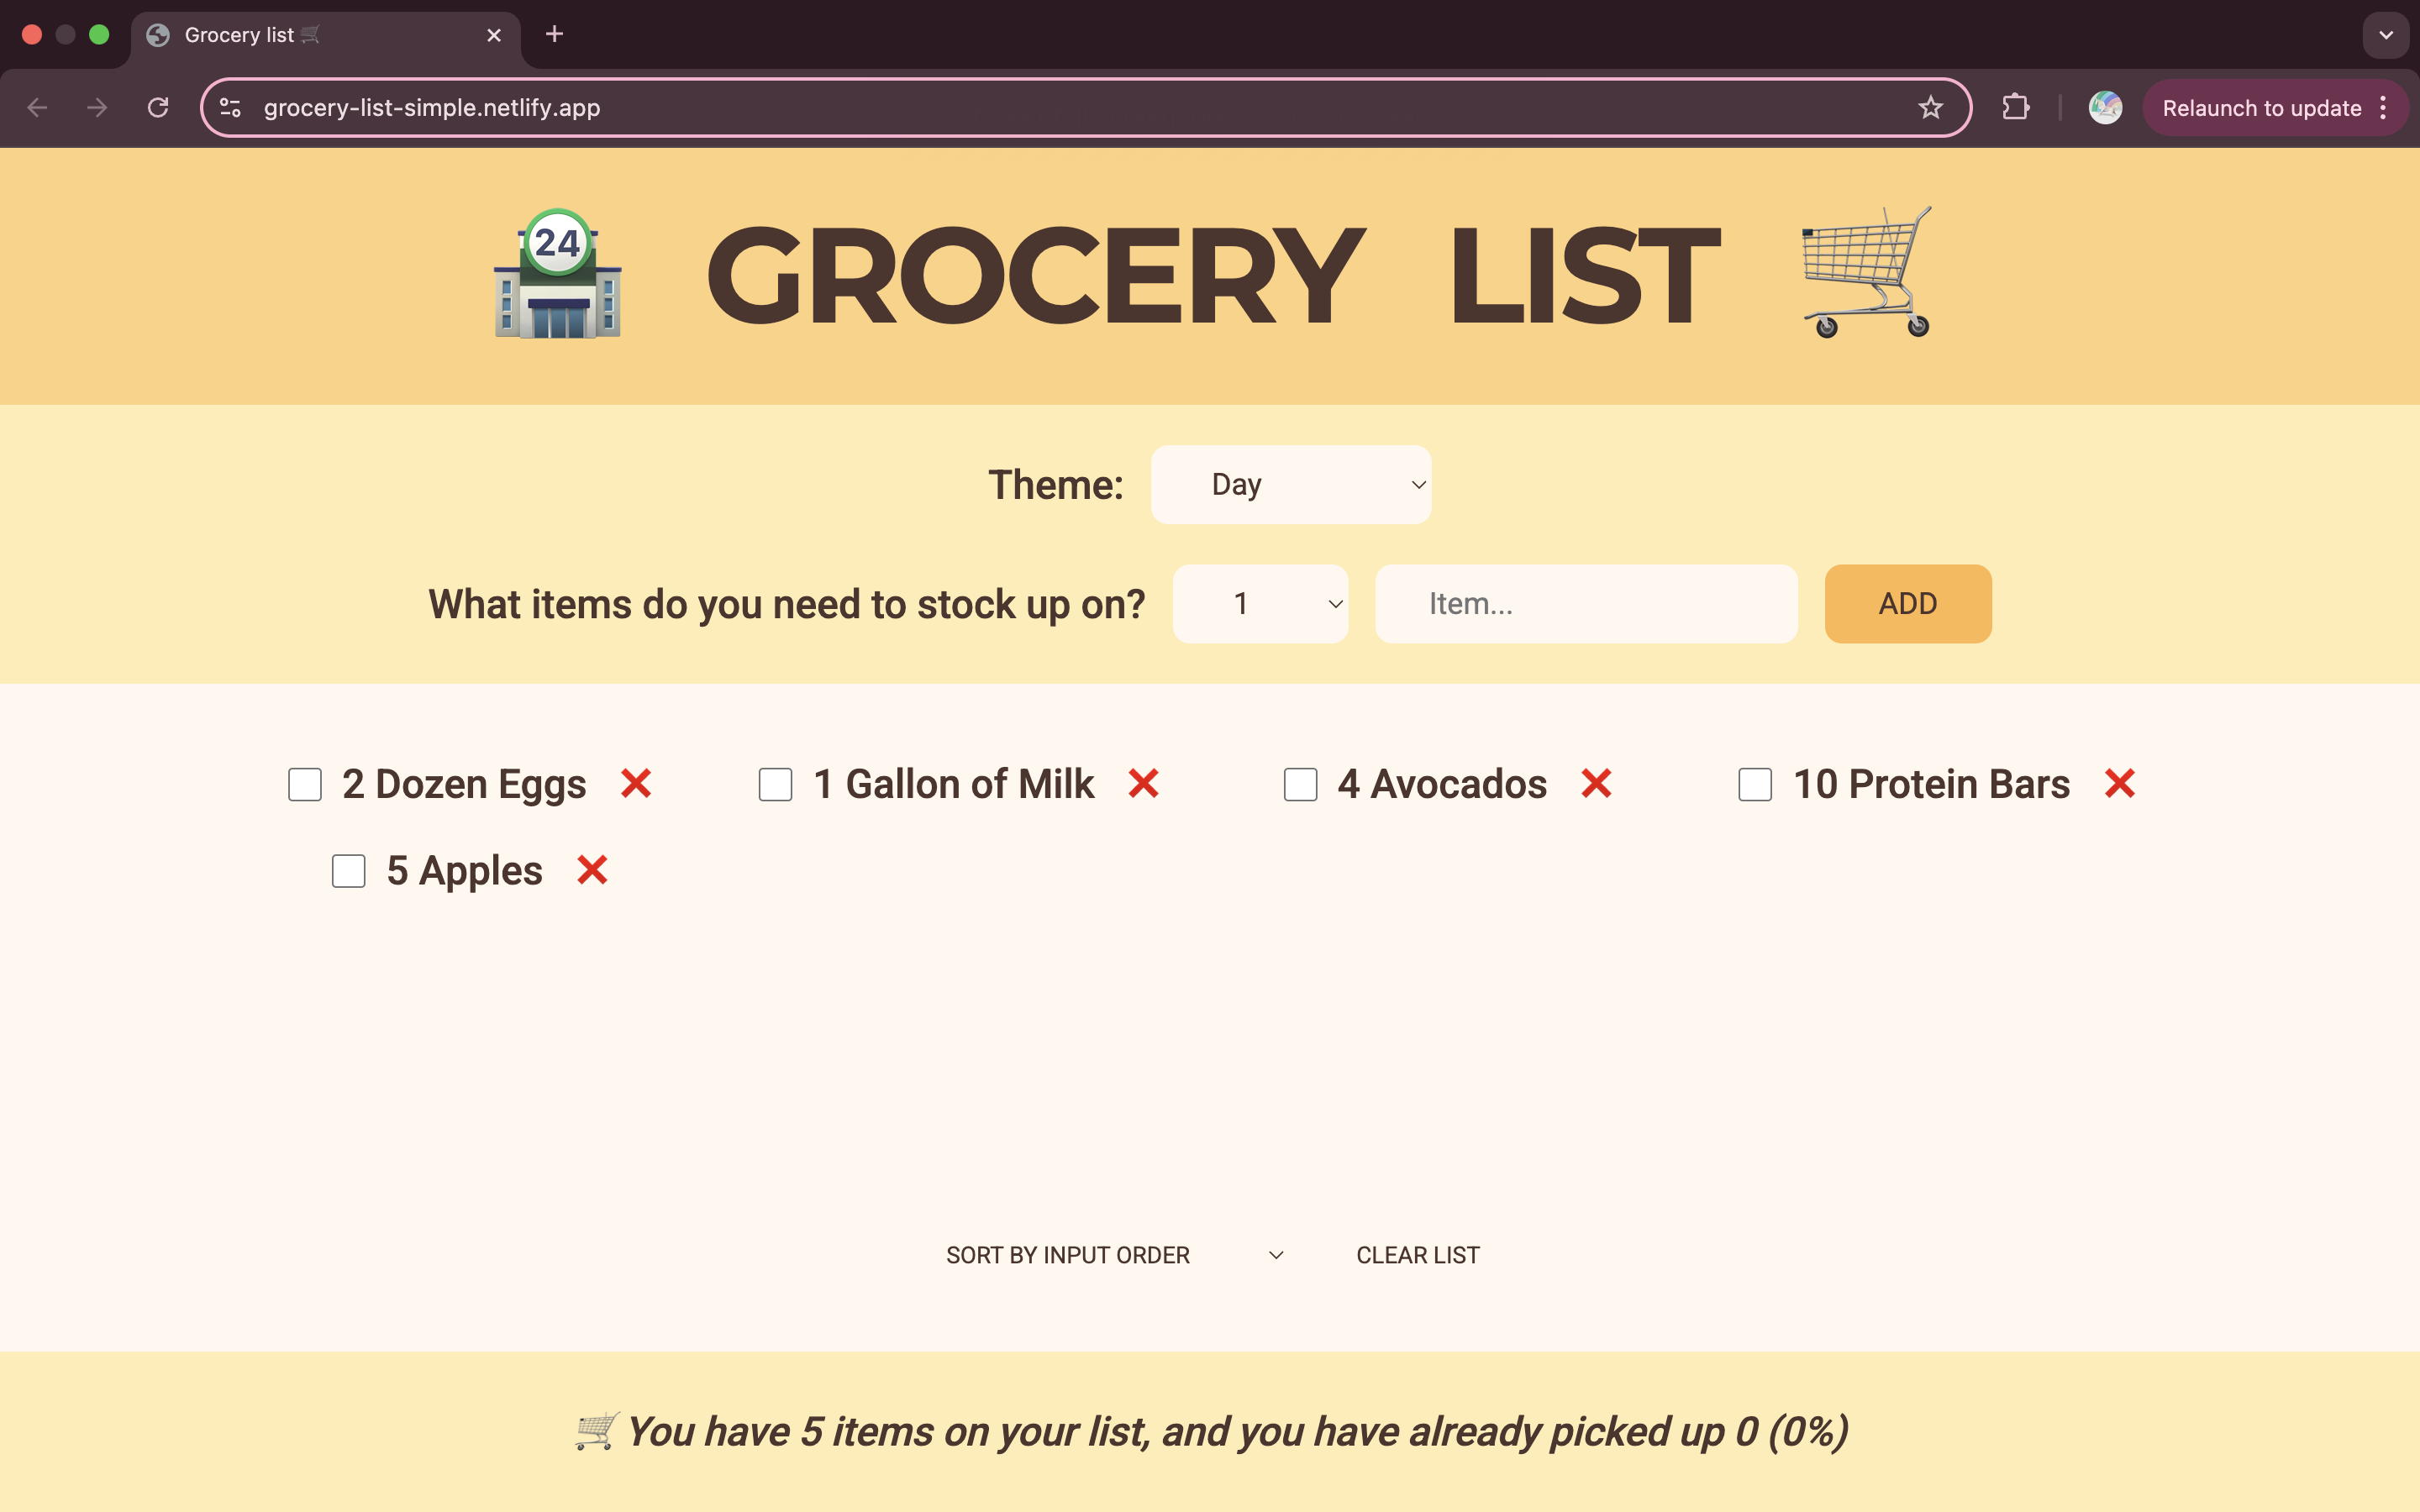 Grocery list
grocery-list-simple.netlify.app
Relaunch to update
24 GROCERY LIST
Theme: Day
What items do you need to stock up on? 1 Item... ADD
2 Dozen Eggs ❌ 1 Gallon of Milk ❌ 4 Avocados ❌ 10 Protein Bars ❌
5 Apples ❌
SORT BY INPUT ORDER CLEAR LIST
You have 5 items on your list, and you have already picked up 0 (0%)